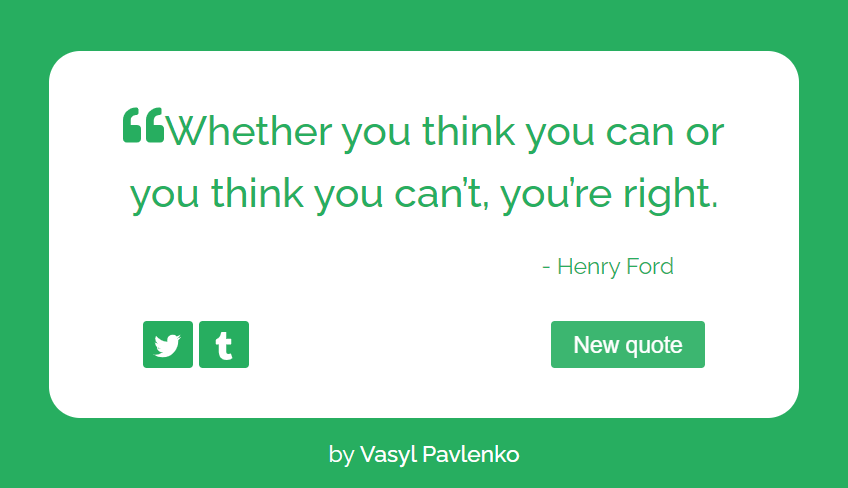 “Whether you think you can or
you think you can’t, you’re right.
- Henry Ford
New quote
by Vasyl Pavlenko